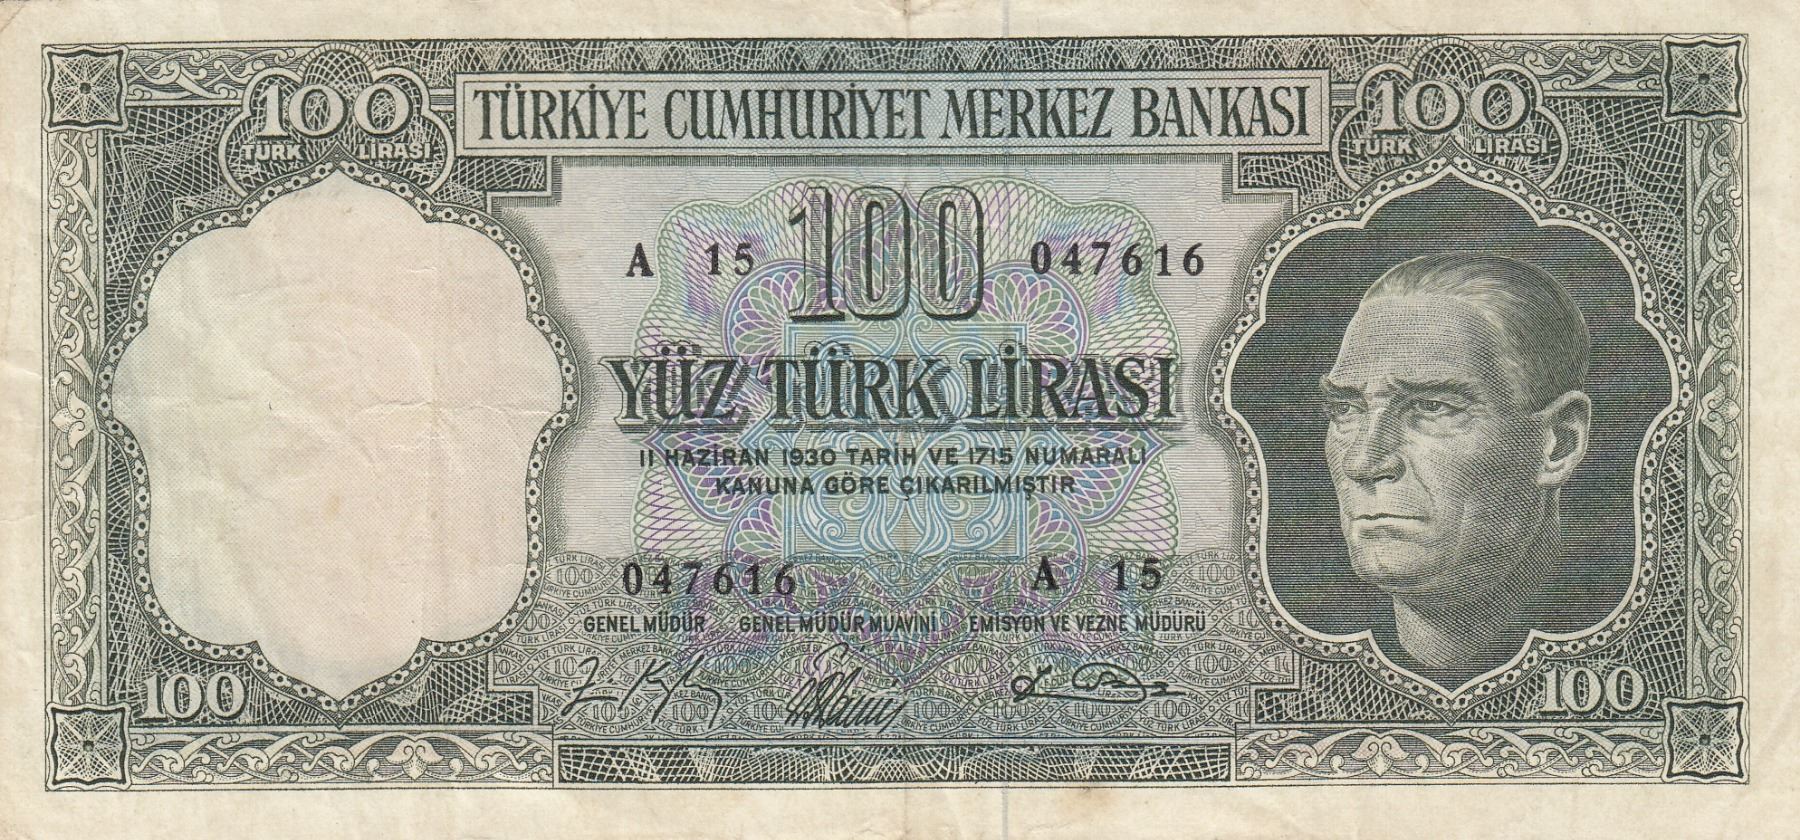 100 TÜRK LİRASI
TÜRKİYE CUMHURİYET MERKEZ BANKASI
100 TÜRK LİRASI
100
A 15 047616
YÜZ TÜRK LİRASI
11 HAZİRAN 1930 TARİH VE 1715 NUMARALI
KANUNA GÖRE ÇIKARILMIŞTIR
047616 A 15
GENEL MÜDÜR GENEL MÜDÜR MUAVİNİ EMİSYON VE VEZNE MÜDÜRÜ
100 100